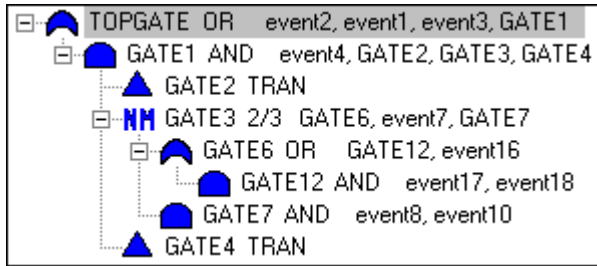 TOPGATE OR event2, event1, event3, GATE1
GATE1 AND event4, GATE2, GATE3, GATE4
GATE2 TRAN
NM GATE3 2/3 GATE6, event7, GATE7
GATE6 OR GATE12, event16
GATE12 AND event17, event18
GATE7 AND event8, event10
GATE4 TRAN